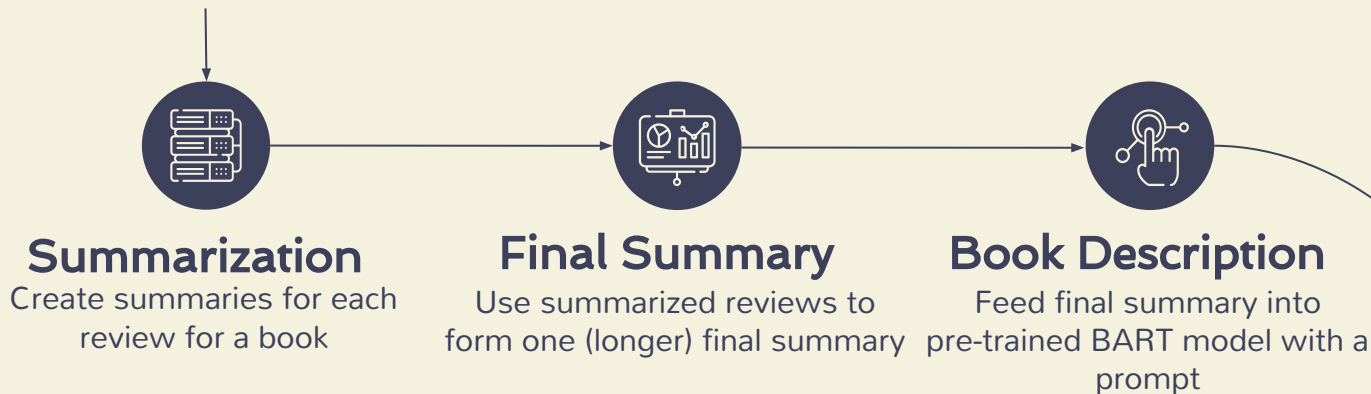 Summarization
Create summaries for each
review for a book
Final Summary
Use summarized reviews to
form one (longer) final summary
Book Description
Feed final summary into
pre-trained BART model with a
prompt